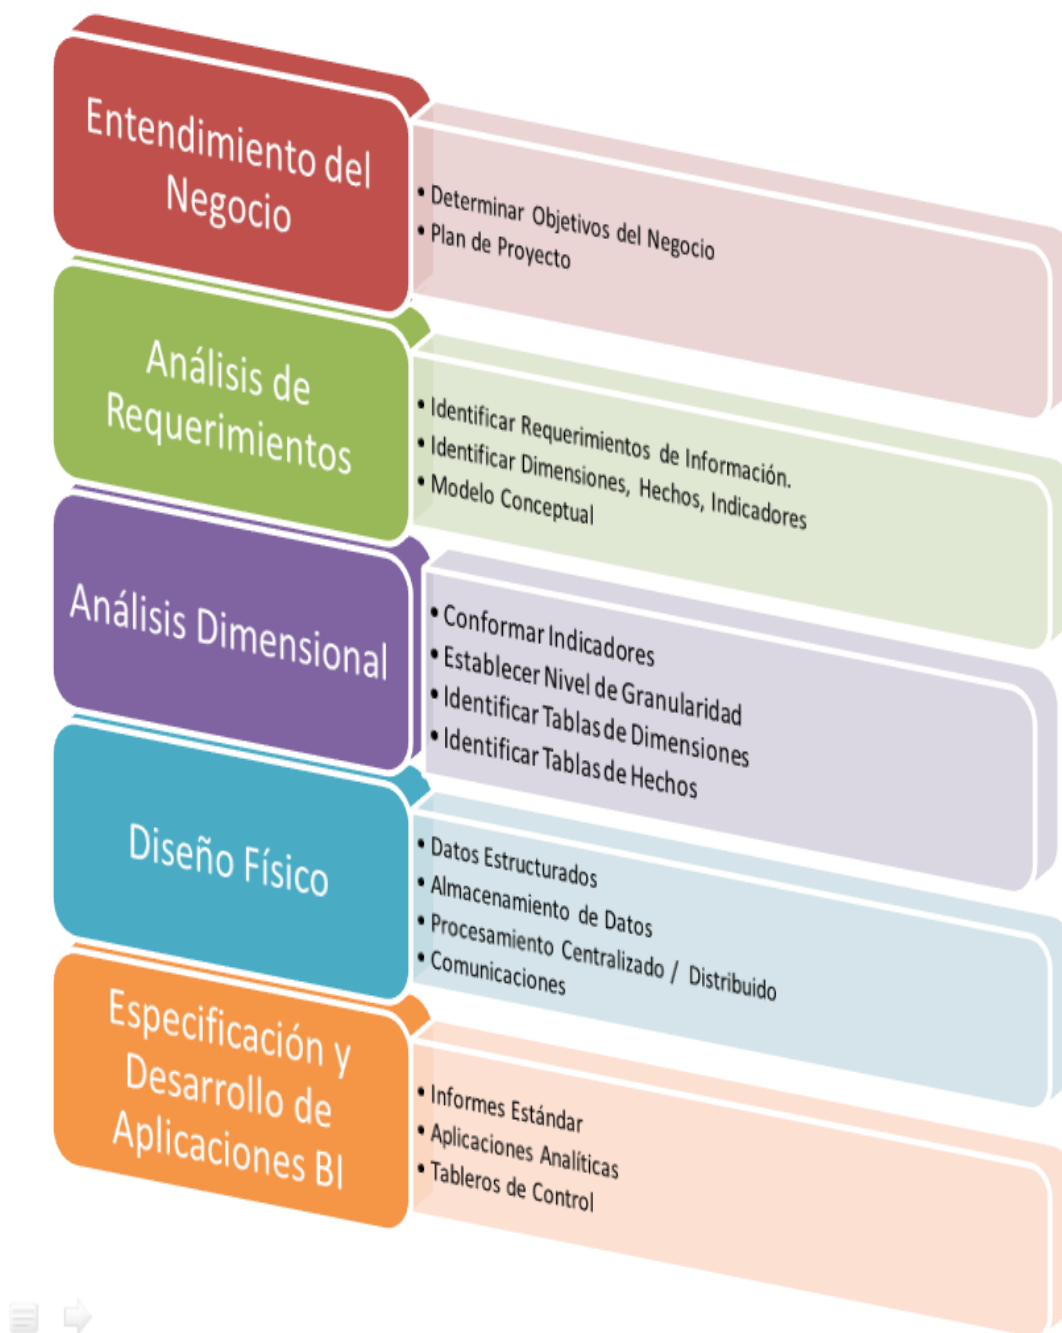 Entendimiento del
Negocio
• Determinar Objetivos del Negocio
• Plan de Proyecto
Análisis de
Requerimientos
• Identificar Requerimientos de Información.
• Identificar Dimensiones, Hechos, Indicadores
• Modelo Conceptual
Análisis Dimensional
• Conformar Indicadores
• Establecer Nivel de Granularidad
• Identificar Tablas de Dimensiones
• Identificar Tablas de Hechos
Diseño Físico
• Datos Estructurados
• Almacenamiento de Datos
• Procesamiento Centralizado / Distribuido
• Comunicaciones
Especificación y
Desarrollo de
Aplicaciones BI
• Informes Estándar
• Aplicaciones Analíticas
• Tableros de Control